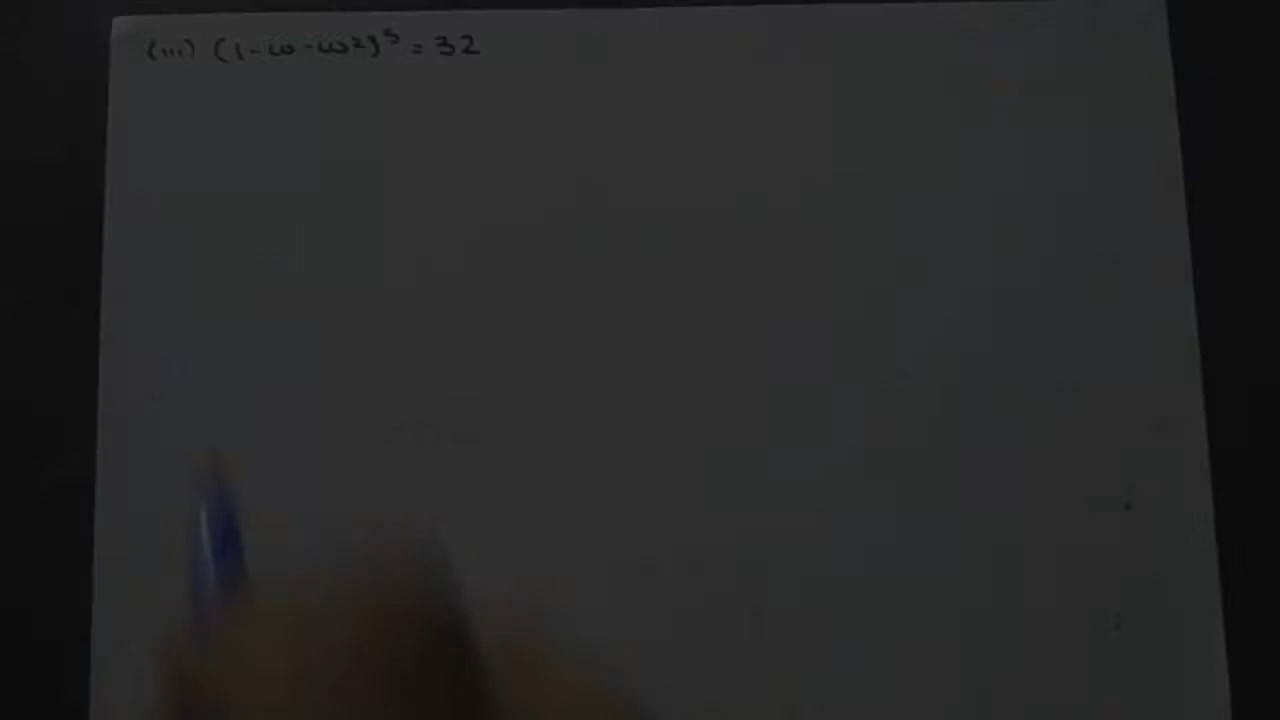 (iii) (1-ω-ω²)⁵ = 32